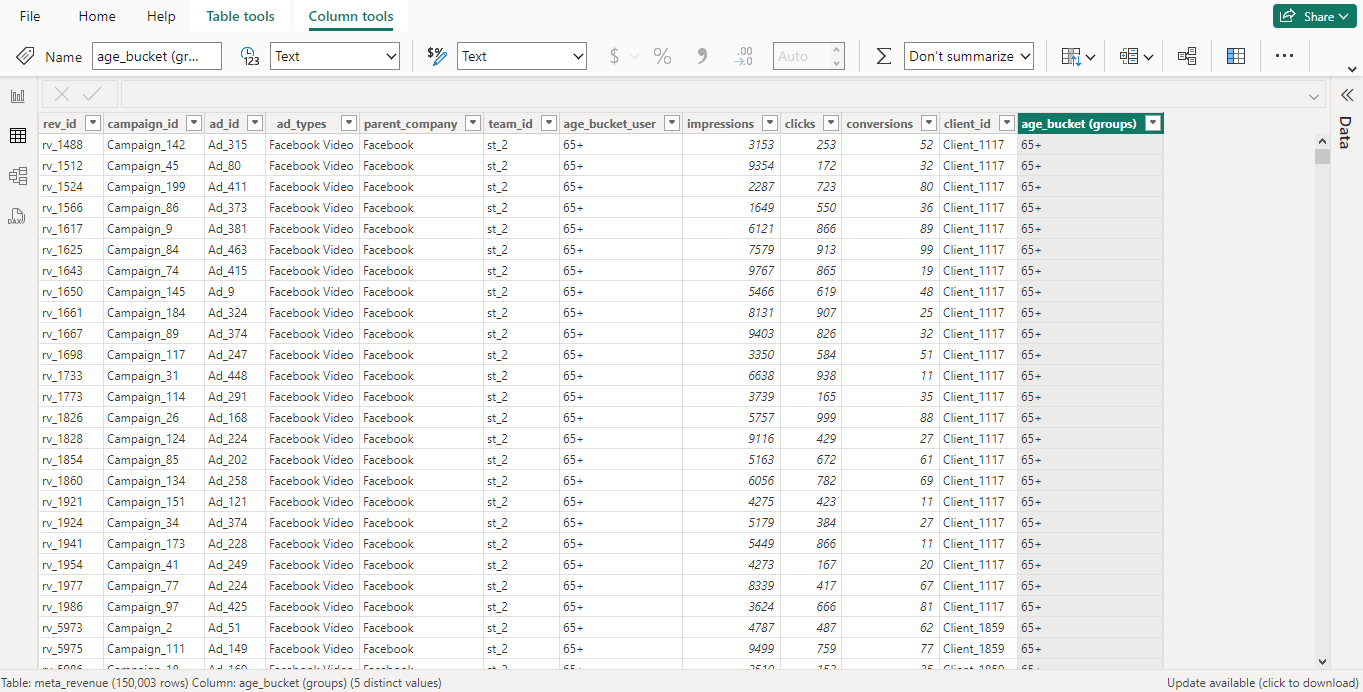 File Home Help Table tools Column tools Share
Name age_bucket (gr... 123 Text $% Text $ % 9 .00 →.0 Auto Σ Don't summarize ...
rev_id campaign_id ad_id ad_types parent_company team_id age_bucket_user impressions clicks conversions client_id age_bucket (groups)
rv_1488 Campaign_142 Ad_315 Facebook Video Facebook st_2 65+ 3153 253 52 Client_1117 65+
rv_1512 Campaign_45 Ad_80 Facebook Video Facebook st_2 65+ 9354 172 32 Client_1117 65+
rv_1524 Campaign_199 Ad_411 Facebook Video Facebook st_2 65+ 2287 723 80 Client_1117 65+
rv_1566 Campaign_86 Ad_373 Facebook Video Facebook st_2 65+ 1649 550 36 Client_1117 65+
rv_1617 Campaign_9 Ad_381 Facebook Video Facebook st_2 65+ 6121 866 89 Client_1117 65+
rv_1625 Campaign_84 Ad_463 Facebook Video Facebook st_2 65+ 7579 913 99 Client_1117 65+
rv_1643 Campaign_74 Ad_415 Facebook Video Facebook st_2 65+ 9767 865 19 Client_1117 65+
rv_1650 Campaign_145 Ad_9 Facebook Video Facebook st_2 65+ 5466 619 48 Client_1117 65+
rv_1661 Campaign_184 Ad_324 Facebook Video Facebook st_2 65+ 8131 907 25 Client_1117 65+
rv_1667 Campaign_89 Ad_374 Facebook Video Facebook st_2 65+ 9403 826 32 Client_1117 65+
rv_1698 Campaign_117 Ad_247 Facebook Video Facebook st_2 65+ 3350 584 51 Client_1117 65+
rv_1733 Campaign_31 Ad_448 Facebook Video Facebook st_2 65+ 6638 938 11 Client_1117 65+
rv_1773 Campaign_114 Ad_291 Facebook Video Facebook st_2 65+ 3739 165 35 Client_1117 65+
rv_1826 Campaign_26 Ad_168 Facebook Video Facebook st_2 65+ 5757 999 88 Client_1117 65+
rv_1828 Campaign_124 Ad_224 Facebook Video Facebook st_2 65+ 9116 429 27 Client_1117 65+
rv_1854 Campaign_85 Ad_202 Facebook Video Facebook st_2 65+ 5163 672 61 Client_1117 65+
rv_1860 Campaign_134 Ad_258 Facebook Video Facebook st_2 65+ 6056 782 69 Client_1117 65+
rv_1921 Campaign_151 Ad_121 Facebook Video Facebook st_2 65+ 4275 423 11 Client_1117 65+
rv_1924 Campaign_34 Ad_374 Facebook Video Facebook st_2 65+ 5179 384 27 Client_1117 65+
rv_1941 Campaign_173 Ad_228 Facebook Video Facebook st_2 65+ 5449 866 11 Client_1117 65+
rv_1954 Campaign_41 Ad_249 Facebook Video Facebook st_2 65+ 4273 167 20 Client_1117 65+
rv_1977 Campaign_77 Ad_224 Facebook Video Facebook st_2 65+ 8339 417 67 Client_1117 65+
rv_1986 Campaign_97 Ad_425 Facebook Video Facebook st_2 65+ 3624 666 81 Client_1117 65+
rv_5973 Campaign_2 Ad_51 Facebook Video Facebook st_2 65+ 4787 487 62 Client_1859 65+
rv_5975 Campaign_111 Ad_149 Facebook Video Facebook st_2 65+ 9499 759 77 Client_1859 65+
Data
DAX
Table: meta_revenue (150,003 rows) Column: age_bucket (groups) (5 distinct values) Update available (click to download)